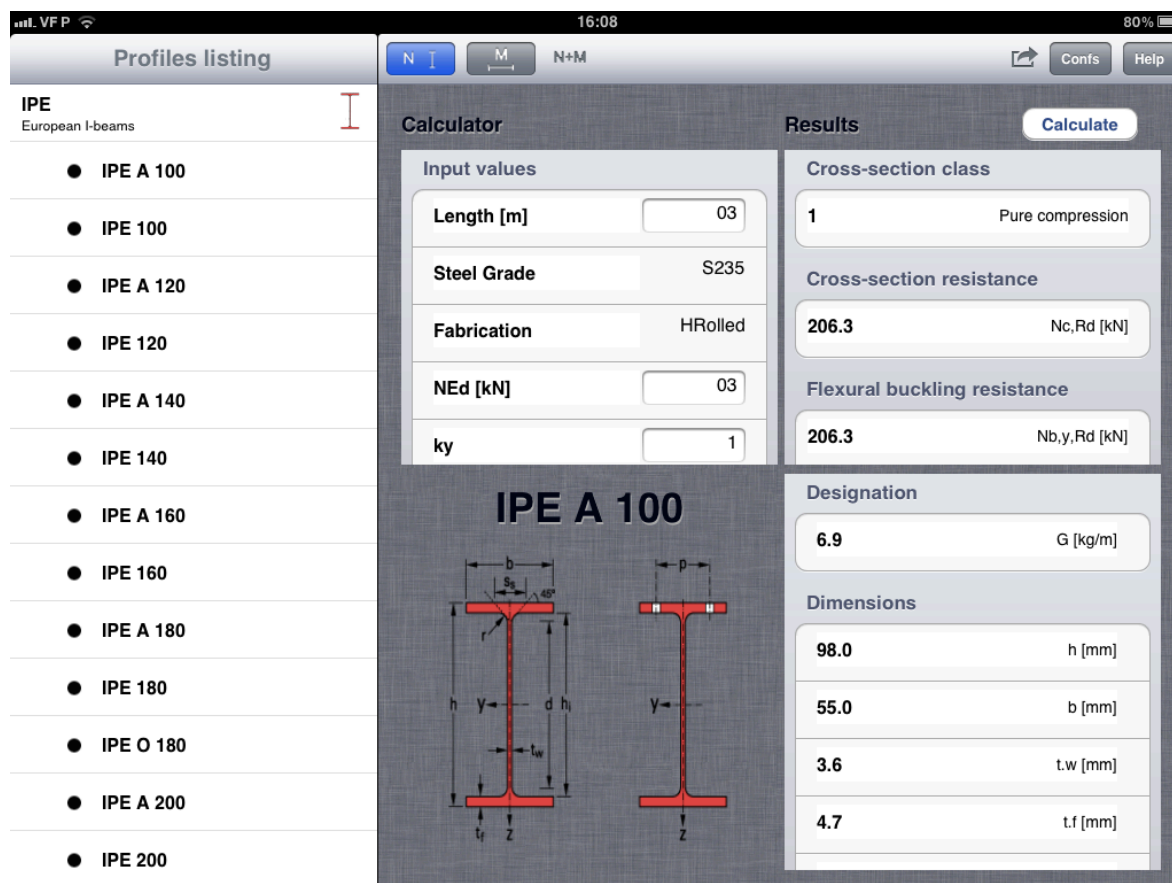 VF P 16:08 80%
Profiles listing
N M N+M Confs Help
IPE
European I-beams
IPE A 100
IPE 100
IPE A 120
IPE 120
IPE A 140
IPE 140
IPE A 160
IPE 160
IPE A 180
IPE 180
IPE O 180
IPE A 200
IPE 200
Calculator
Input values
Length [m] 03
Steel Grade S235
Fabrication HRolled
NEd [kN] 03
ky 1
Results Calculate
Cross-section class
1 Pure compression
Cross-section resistance
206.3 Nc,Rd [kN]
Flexural buckling resistance
206.3 Nb,y,Rd [kN]
IPE A 100
b p
ss 45°
r
h y d hi y
tw
tf z z
Designation
6.9 G [kg/m]
Dimensions
98.0 h [mm]
55.0 b [mm]
3.6 t.w [mm]
4.7 t.f [mm]